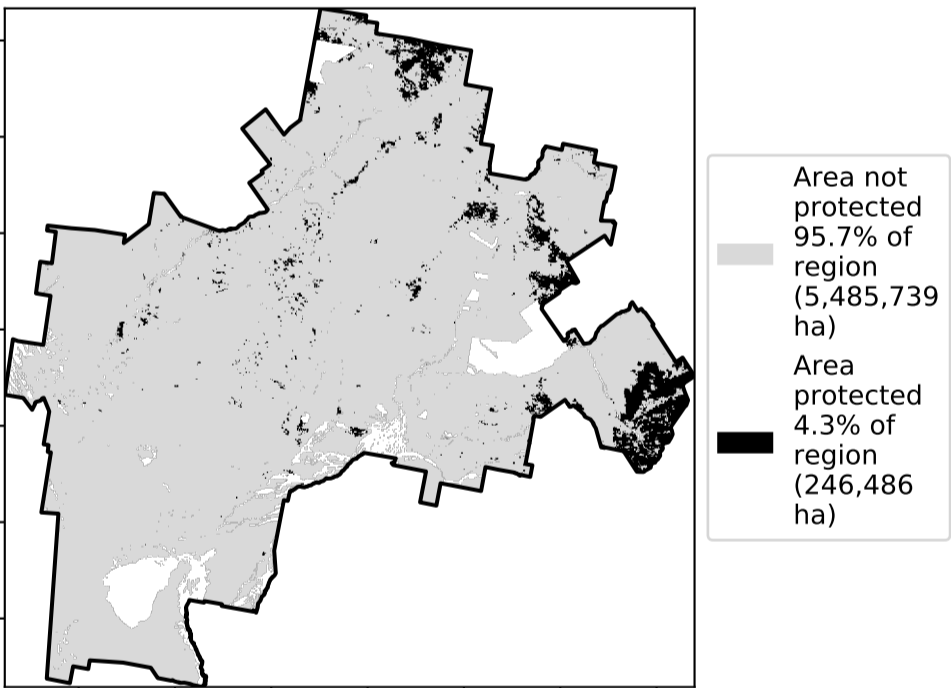 Area not
protected
95.7% of
region
(5,485,739
ha)
Area
protected
4.3% of
region
(246,486
ha)